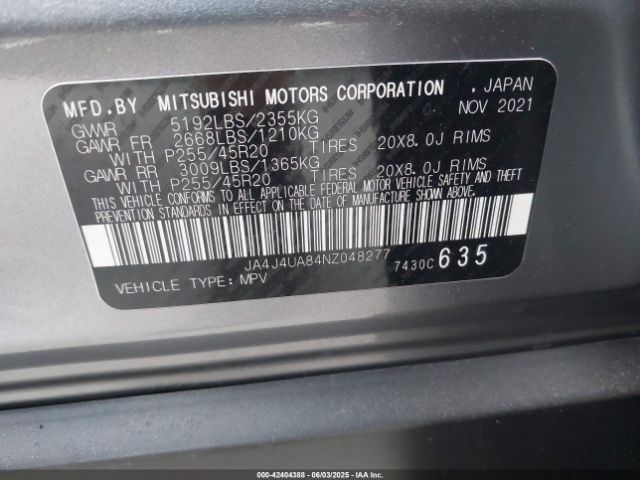 MFD.BY MITSUBISHI MOTORS CORPORATION , JAPAN
NOV 2021
GVWR 5192LBS/2355KG
GAWR FR 2668LBS/1210KG
WITH P255/45R20 TIRES 20X8.0J RIMS
GAWR RR 3009LBS/1365KG
WITH P255/45R20 TIRES 20X8.0J RIMS
THIS VEHICLE CONFORMS TO ALL APPLICABLE FEDERAL MOTOR VEHICLE SAFETY AND THEFT
PREVENTION STANDARDS IN EFFECT ON THE DATE OF MANUFACTURE SHOWN ABOVE.
JA4J4UA84NZ048277
7430C 635
VEHICLE TYPE: MPV
000-42404388 - 06/03/2025 - IAA Inc.